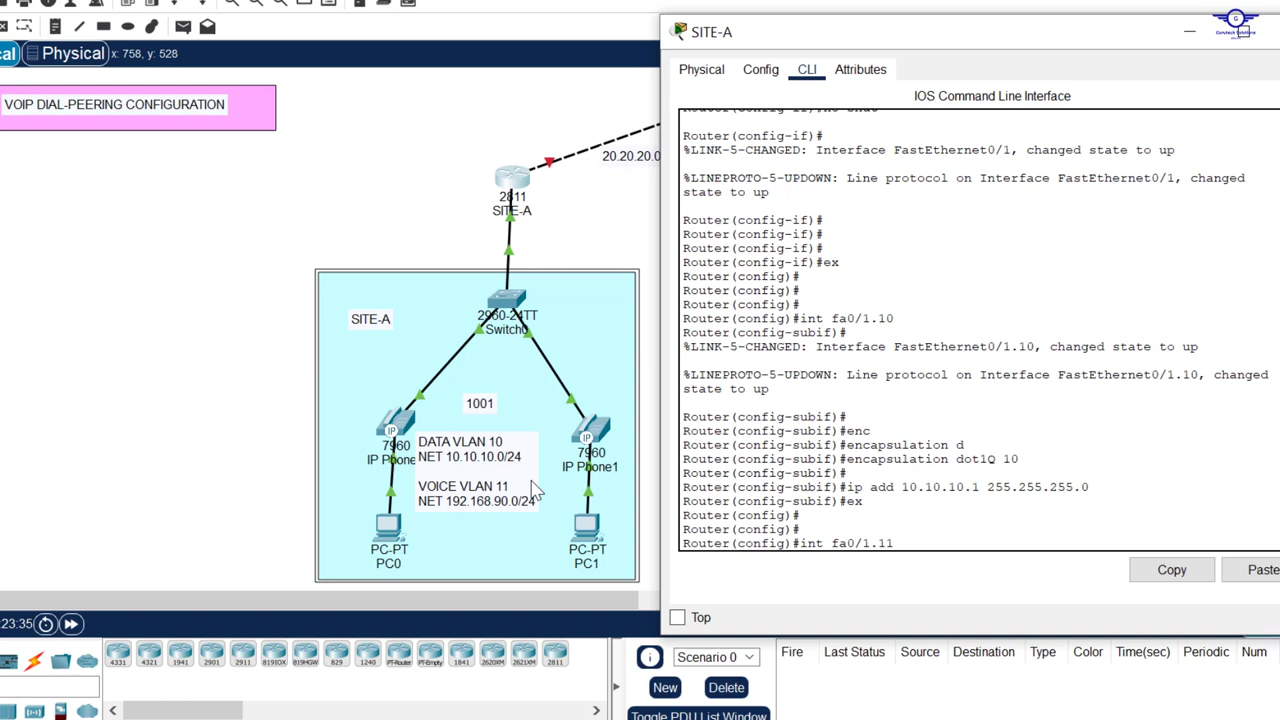 SITE-A
Physical
x: 758, y: 528
Physical
Config
CLI
Attributes
IOS Command Line Interface
VOIP DIAL-PEERING CONFIGURATION
20.20.20.0
2811
SITE-A
SITE-A
2960-24TT
Switch0
1001
7960
IP Phone
DATA VLAN 10
NET 10.10.10.0/24
VOICE VLAN 11
NET 192.168.90.0/24
7960
IP Phone1
PC-PT
PC0
PC-PT
PC1
Router(config-if)#
%LINK-5-CHANGED: Interface FastEthernet0/1, changed state to up
%LINEPROTO-5-UPDOWN: Line protocol on Interface FastEthernet0/1, changed
state to up
Router(config-if)#
Router(config-if)#
Router(config-if)#
Router(config-if)#ex
Router(config)#
Router(config)#
Router(config)#
Router(config)#int fa0/1.10
Router(config-subif)#
%LINK-5-CHANGED: Interface FastEthernet0/1.10, changed state to up
%LINEPROTO-5-UPDOWN: Line protocol on Interface FastEthernet0/1.10, changed
state to up
Router(config-subif)#
Router(config-subif)#enc
Router(config-subif)#encapsulation d
Router(config-subif)#encapsulation dot1Q 10
Router(config-subif)#
Router(config-subif)#ip add 10.10.10.1 255.255.255.0
Router(config-subif)#ex
Router(config)#
Router(config)#
Router(config)#int fa0/1.11
Copy
Paste
Top
:23:35
4331
4321
1941
2901
2911
819IOX
819HGW
829
1240
PT-Router
PT-Empty
1841
2620XM
2621XM
2811
Scenario 0
New
Delete
Toggle PDU List Window
Fire
Last Status
Source
Destination
Type
Color
Time(sec)
Periodic
Num